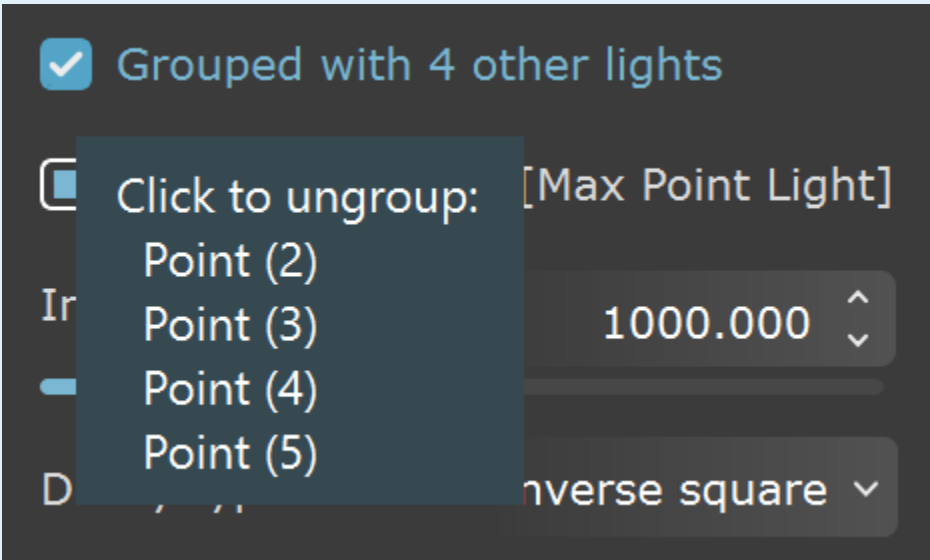 Grouped with 4 other lights
[Max Point Light]
Click to ungroup:
Point (2)
Point (3)
Point (4)
Point (5)
1000.000
nverse square